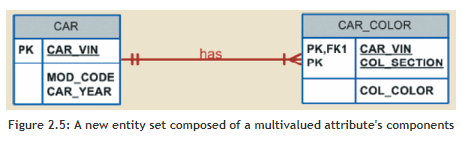 CAR
PK CAR_VIN
MOD_CODE
CAR_YEAR
has
CAR_COLOR
PK,FK1 CAR_VIN
PK COL_SECTION
COL_COLOR
Figure 2.5: A new entity set composed of a multivalued attribute's components